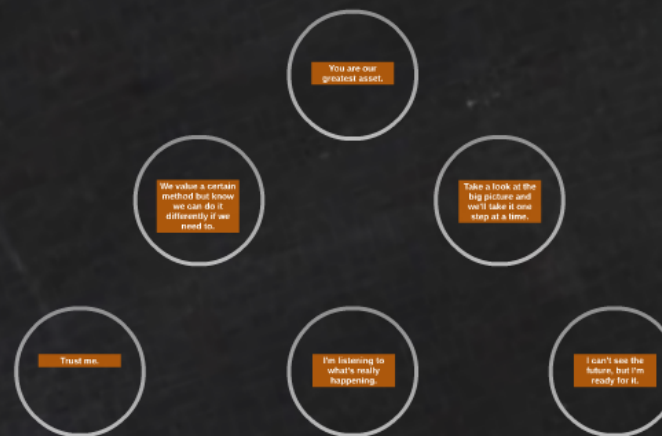 You are our
greatest asset.
We value a certain
method but know
we can do it
differently if we
need to.
Take a look at the
big picture and
we'll take it one
step at a time.
Trust me.
I'm listening to
what's really
happening.
I can't see the
future, but I'm
ready for it.